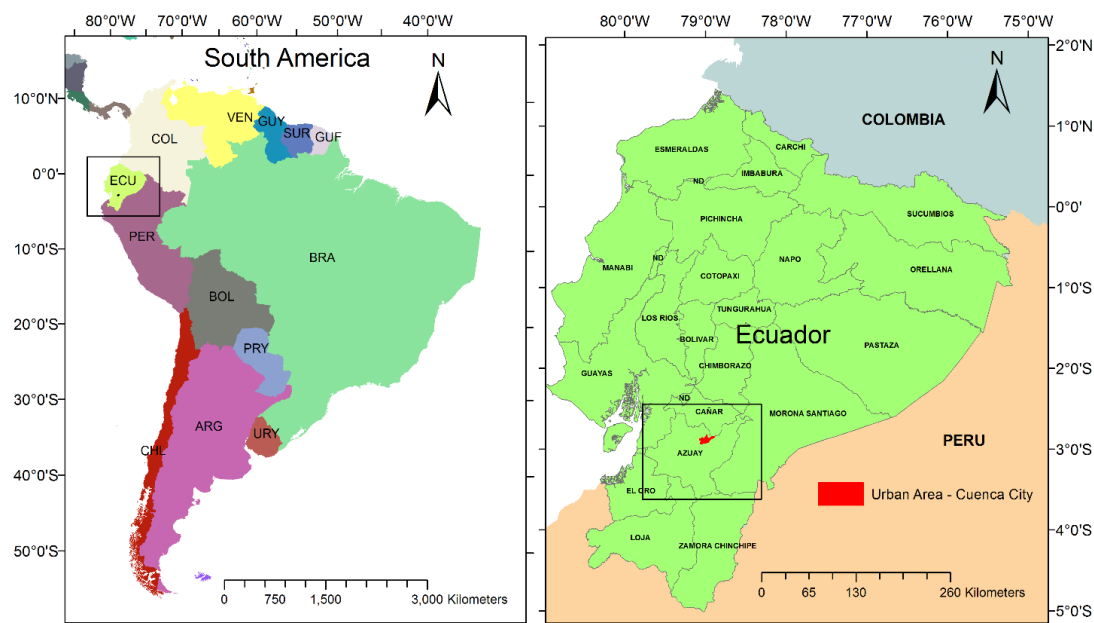 80°0'W 70°0'W 60°0'W 50°0'W 40°0'W
South America
N
10°0'N
0°0'
10°0'S
20°0'S
30°0'S
40°0'S
50°0'S
VEN
GUY
SUR
GUF
COL
ECU
PER
BRA
BOL
PRY
ARG
URY
CHL
0 750 1,500 3,000 Kilometers
80°0'W 79°0'W 78°0'W 77°0'W 76°0'W 75°0'W
N
2°0'N
1°0'N
0°0'
1°0'S
2°0'S
3°0'S
4°0'S
5°0'S
COLOMBIA
ESMERALDAS
CARCHI
IMBABURA
ND
SUCUMBIOS
PICHINCHA
MANABI
ND
NAPO
ORELLANA
COTOPAXI
LOS RIOS
TUNGURAHUA
Ecuador
BOLIVAR
PASTAZA
CHIMBORAZO
GUAYAS
ND
CAÑAR
MORONA SANTIAGO
AZUAY
PERU
EL ORO
Urban Area - Cuenca City
LOJA
ZAMORA CHINCHIPE
0 65 130 260 Kilometers